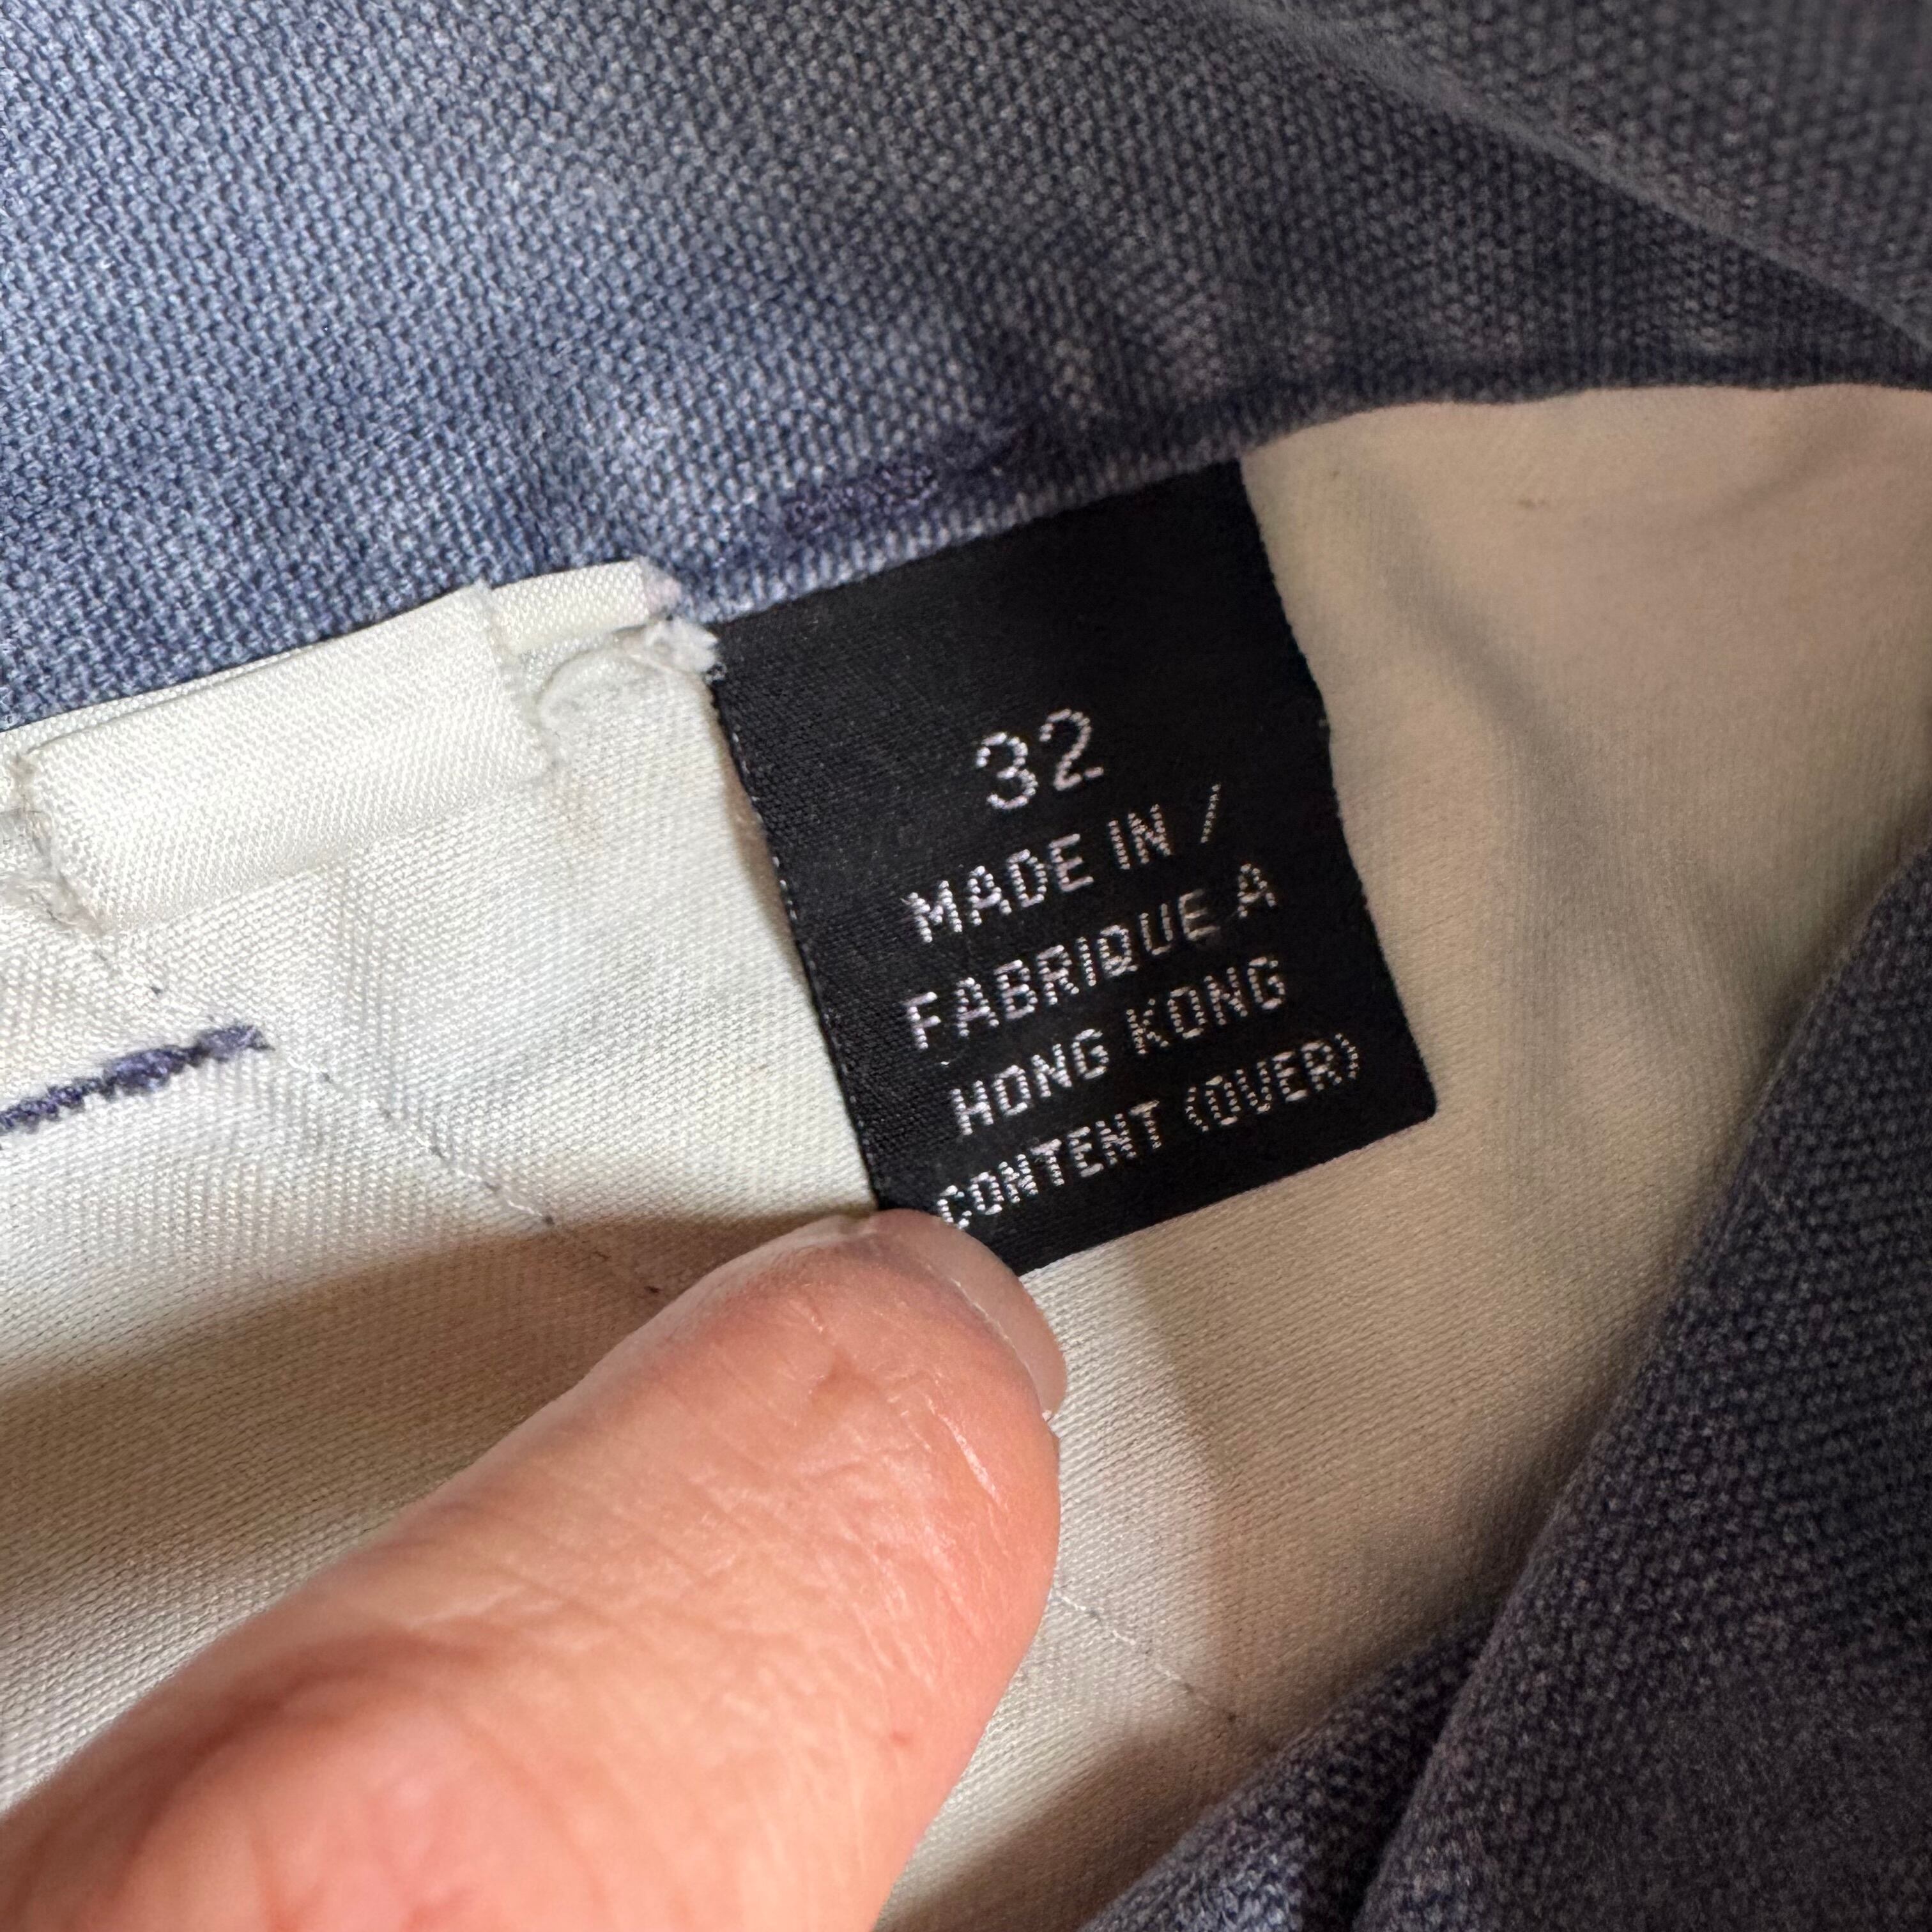 32
MADE IN /
FABRIQUE A
HONG KONG
CONTENT (OVER)